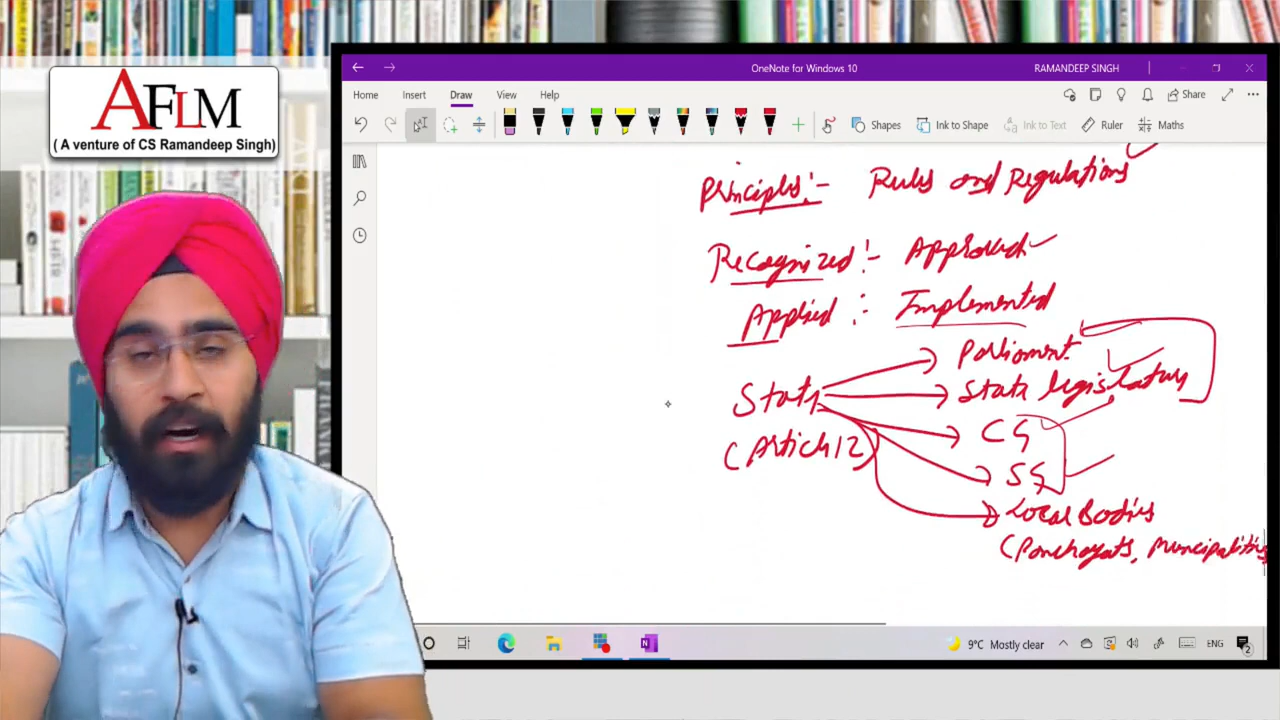 AFLM
( A venture of CS Ramandeep Singh)
OneNote for Windows 10
RAMANDEEP SINGH
Home Insert Draw View Help
Share
Shapes Ink to Shape Ink to Text Ruler Maths
Principles:- Rules and Regulations
Recognized:- Approved
Applied:- Implemented
Parliament
State legislatures
State
CG
(Article 12)
SG
Local Bodies
(Panchayats, Municipalities
9°C Mostly clear
ENG
2